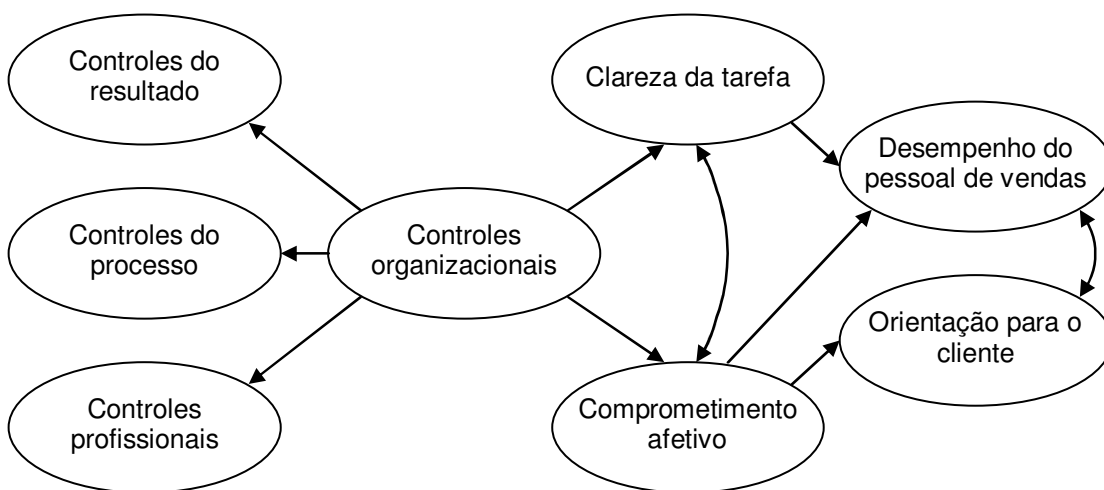 Controles do
resultado
Controles do
processo
Controles
profissionais
Controles
organizacionais
Clareza da tarefa
Comprometimento
afetivo
Desempenho do
pessoal de vendas
Orientação para o
cliente